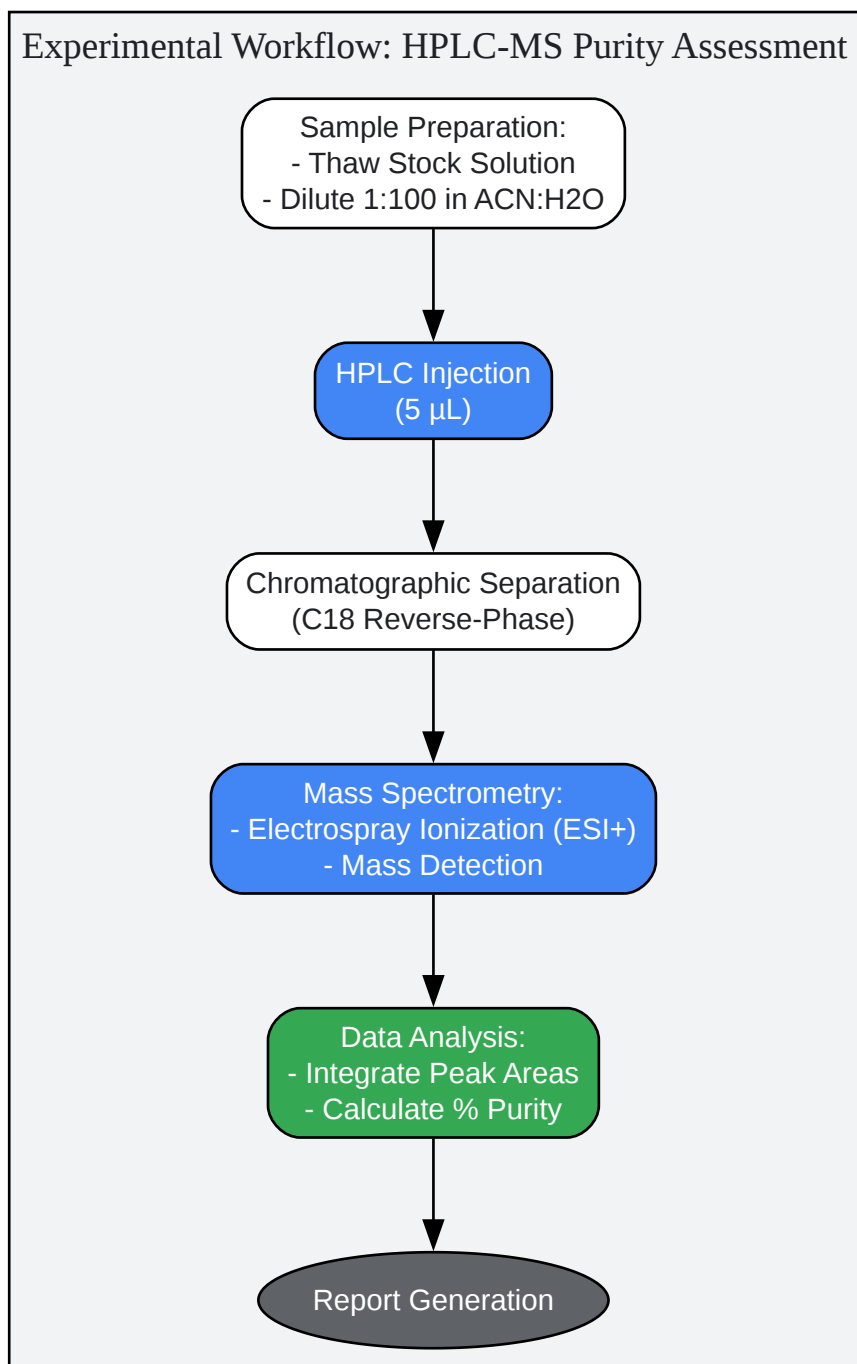 Experimental Workflow: HPLC-MS Purity Assessment
Sample Preparation:
- Thaw Stock Solution
- Dilute 1:100 in ACN:H2O
HPLC Injection
(5 µL)
Chromatographic Separation
(C18 Reverse-Phase)
Mass Spectrometry:
- Electrospray Ionization (ESI+)
- Mass Detection
Data Analysis:
- Integrate Peak Areas
- Calculate % Purity
Report Generation